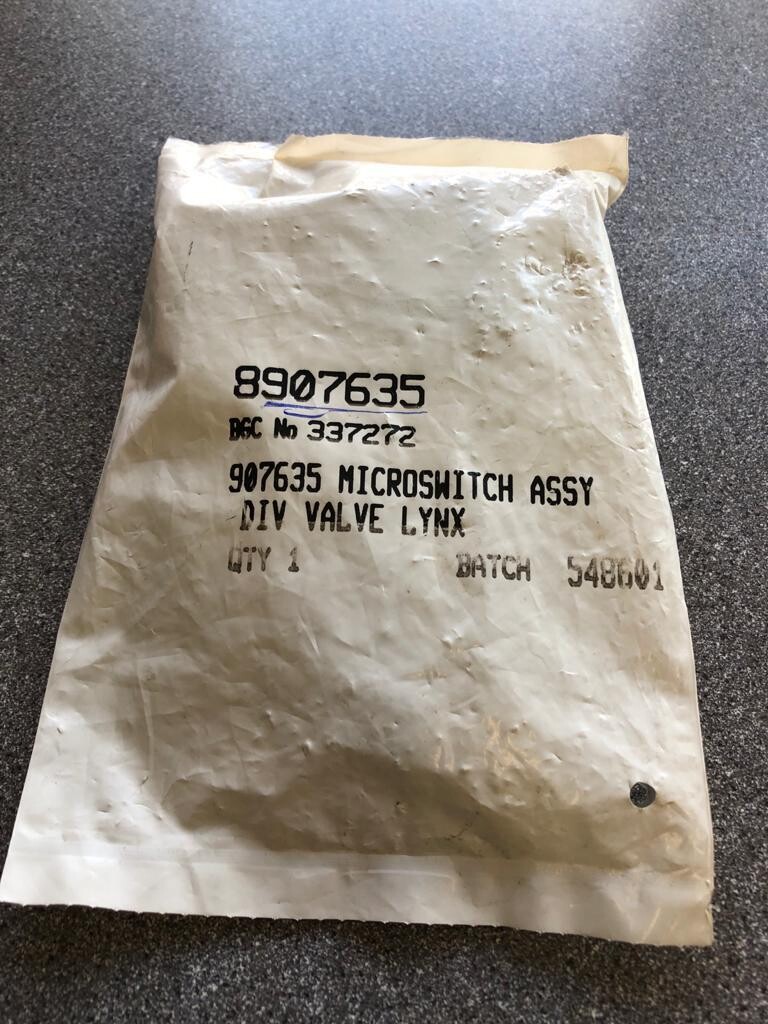 8907635
BGC No 337272
907635 MICROSWITCH ASSY
DIV VALVE LYNX
QTY 1 BATCH 548601